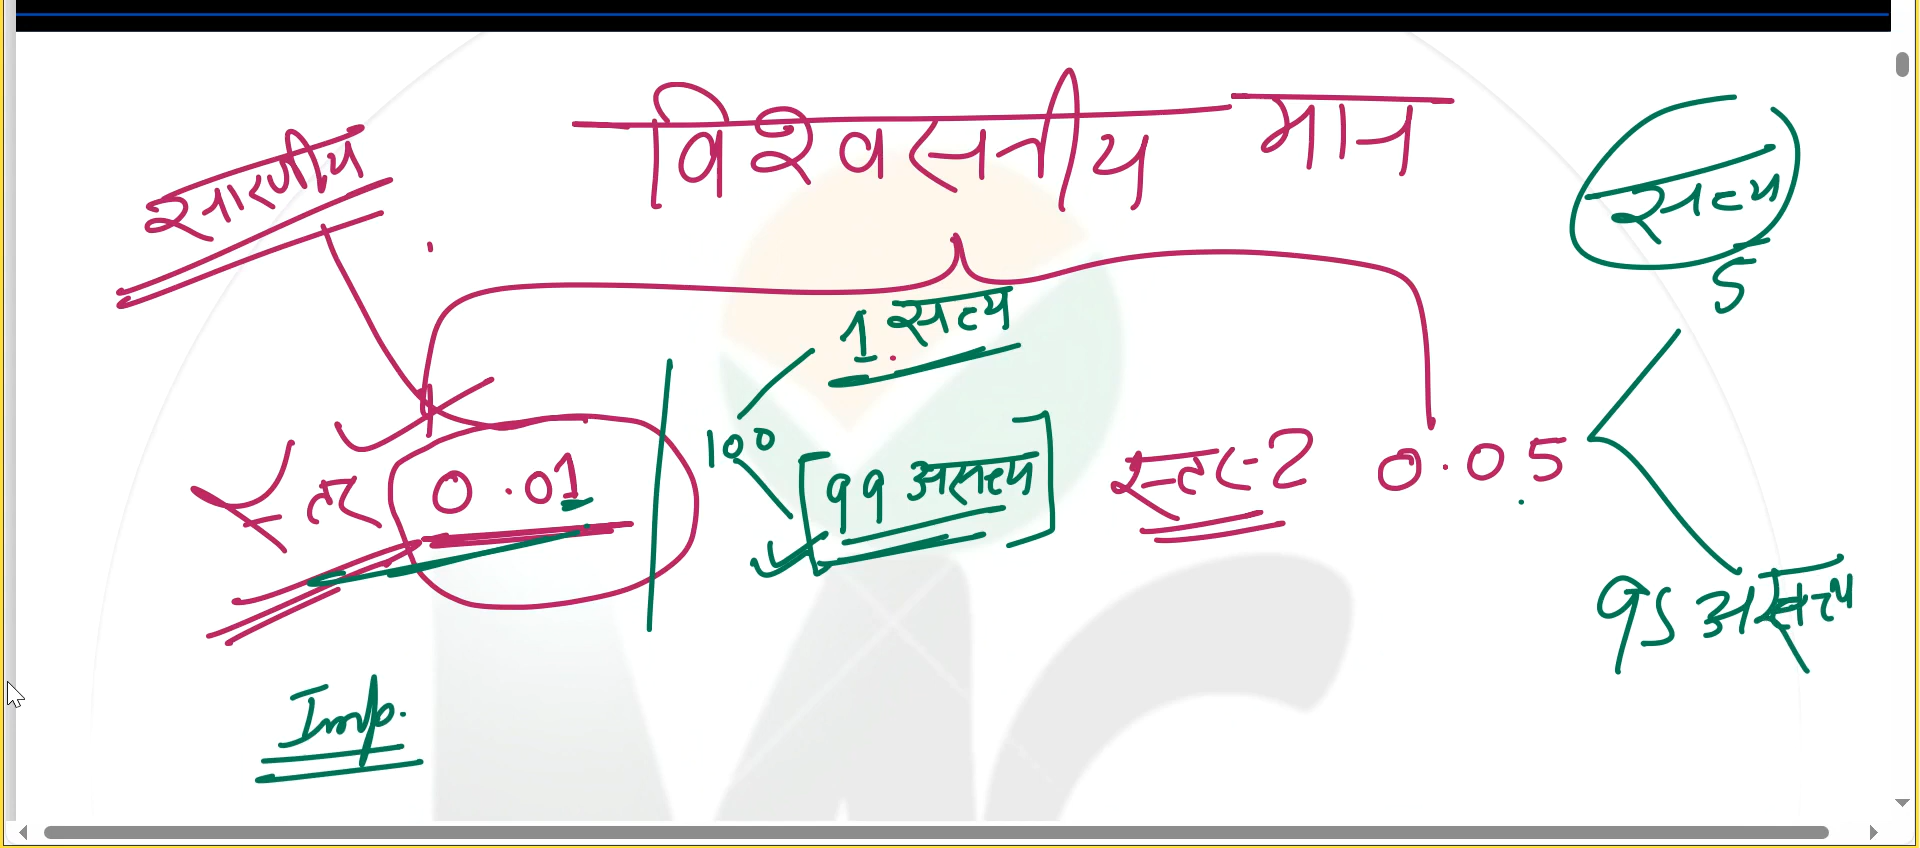 विश्वसनीय मान
सारणीय
सत्य
5
1 सत्य
100
99 असत्य
स्तर 0.01
स्तर-2 0.05
95 असत्य
Imp.